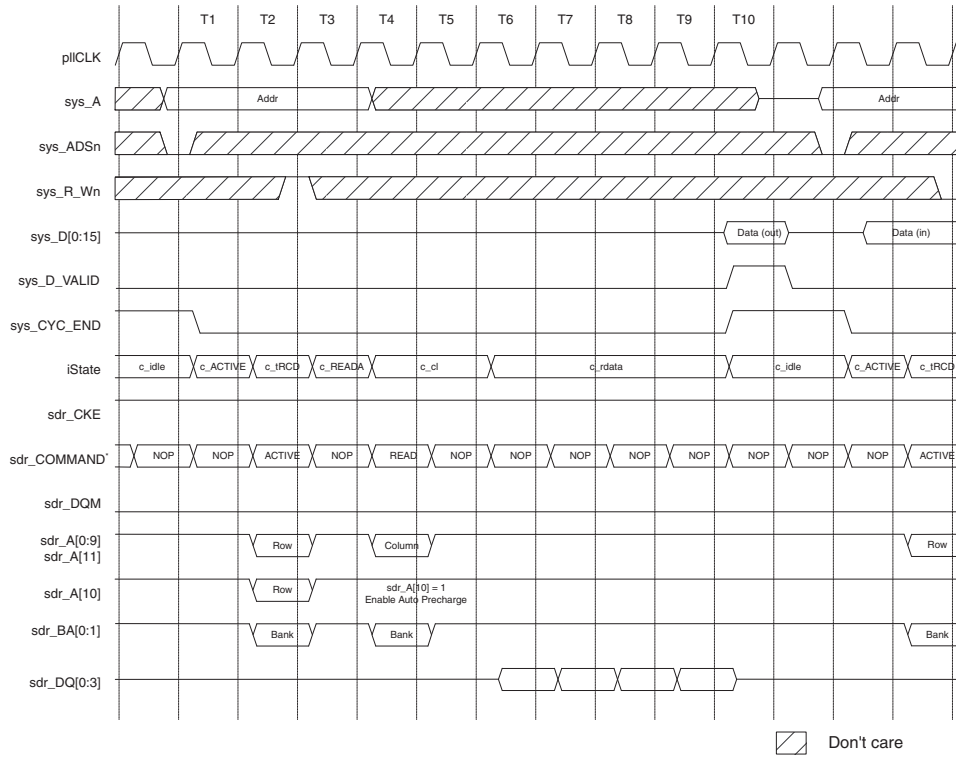 T1 T2 T3 T4 T5 T6 T7 T8 T9 T10
pllCLK
sys_A Addr Addr
sys_ADSn
sys_R_Wn
sys_D[0:15] Data (out) Data (in)
sys_D_VALID
sys_CYC_END
iState c_idle c_ACTIVE c_tRCD c_READA c_cl c_rdata c_idle c_ACTIVE c_tRCD
sdr_CKE
sdr_COMMAND* NOP NOP ACTIVE NOP READ NOP NOP NOP NOP NOP NOP NOP NOP ACTIVE
sdr_DQM
sdr_A[0:9]
sdr_A[11] Row Column Row
sdr_A[10] Row sdr_A[10] = 1
Enable Auto Precharge
sdr_BA[0:1] Bank Bank Bank
sdr_DQ[0:3]
Don't care